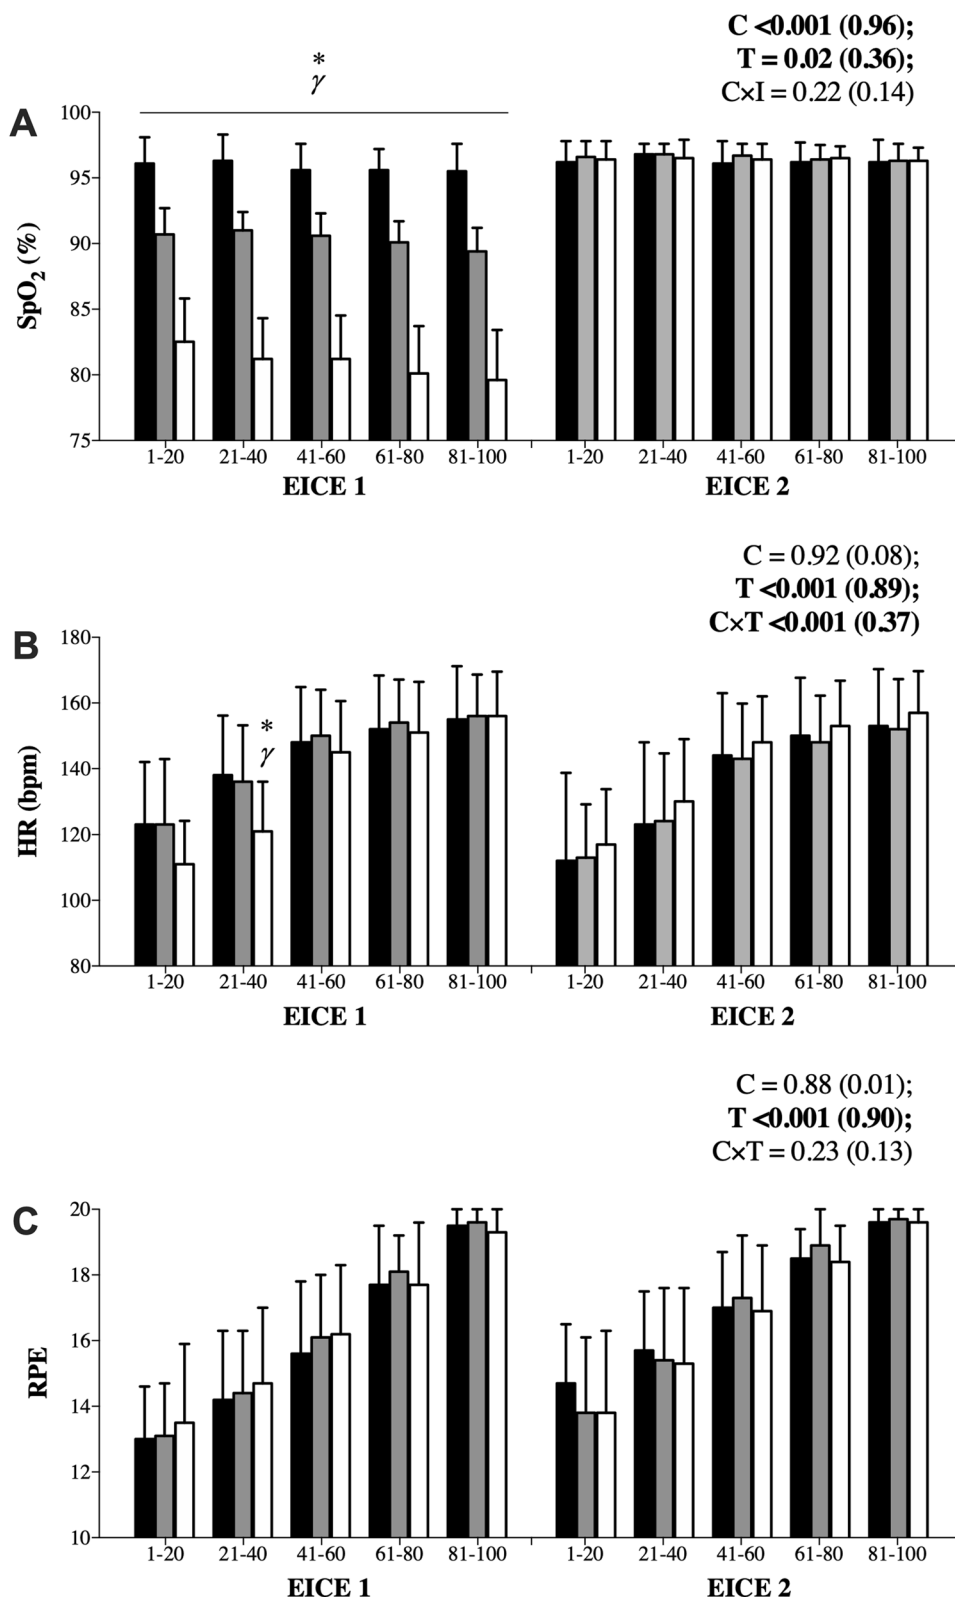 C <0.001 (0.96);
T = 0.02 (0.36);
C×I = 0.22 (0.14)
*
γ
A
100
95
90
85
80
75
SpO2 (%)
1-20 21-40 41-60 61-80 81-100 1-20 21-40 41-60 61-80 81-100
EICE 1 EICE 2
C = 0.92 (0.08);
T <0.001 (0.89);
C×T <0.001 (0.37)
B
180
160
140
120
100
80
HR (bpm)
*
γ
1-20 21-40 41-60 61-80 81-100 1-20 21-40 41-60 61-80 81-100
EICE 1 EICE 2
C = 0.88 (0.01);
T <0.001 (0.90);
C×T = 0.23 (0.13)
C
20
18
16
14
12
10
RPE
1-20 21-40 41-60 61-80 81-100 1-20 21-40 41-60 61-80 81-100
EICE 1 EICE 2